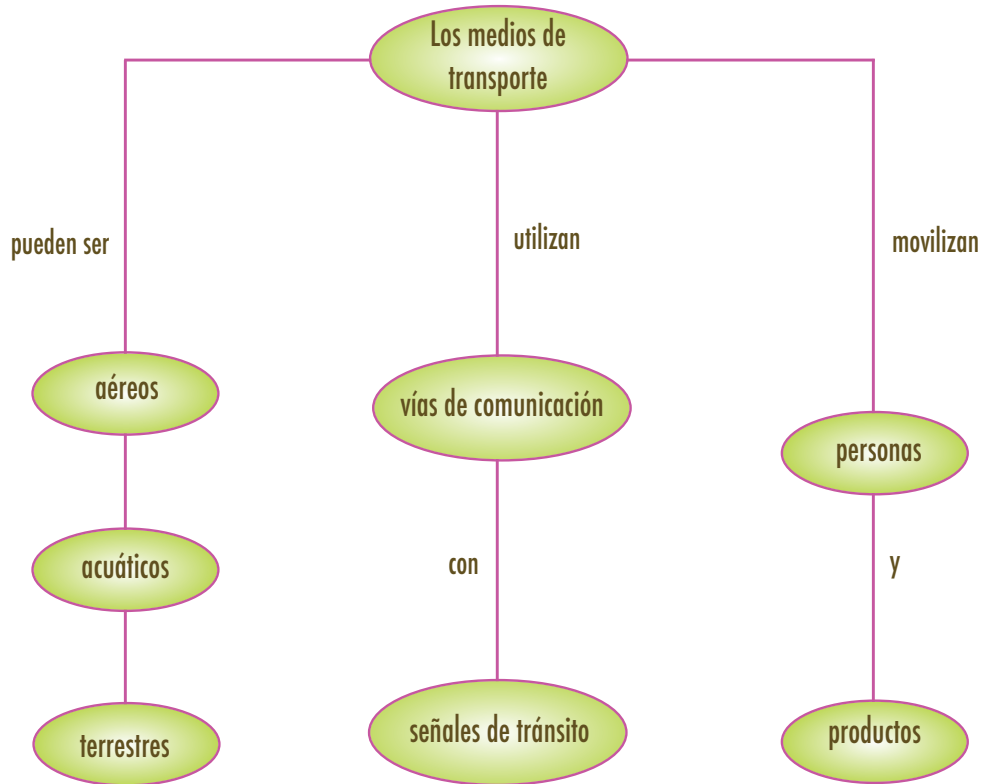 Los medios de
transporte
pueden ser
utilizan
movilizan
aéreos
vías de comunicación
personas
acuáticos
con
y
terrestres
señales de tránsito
productos